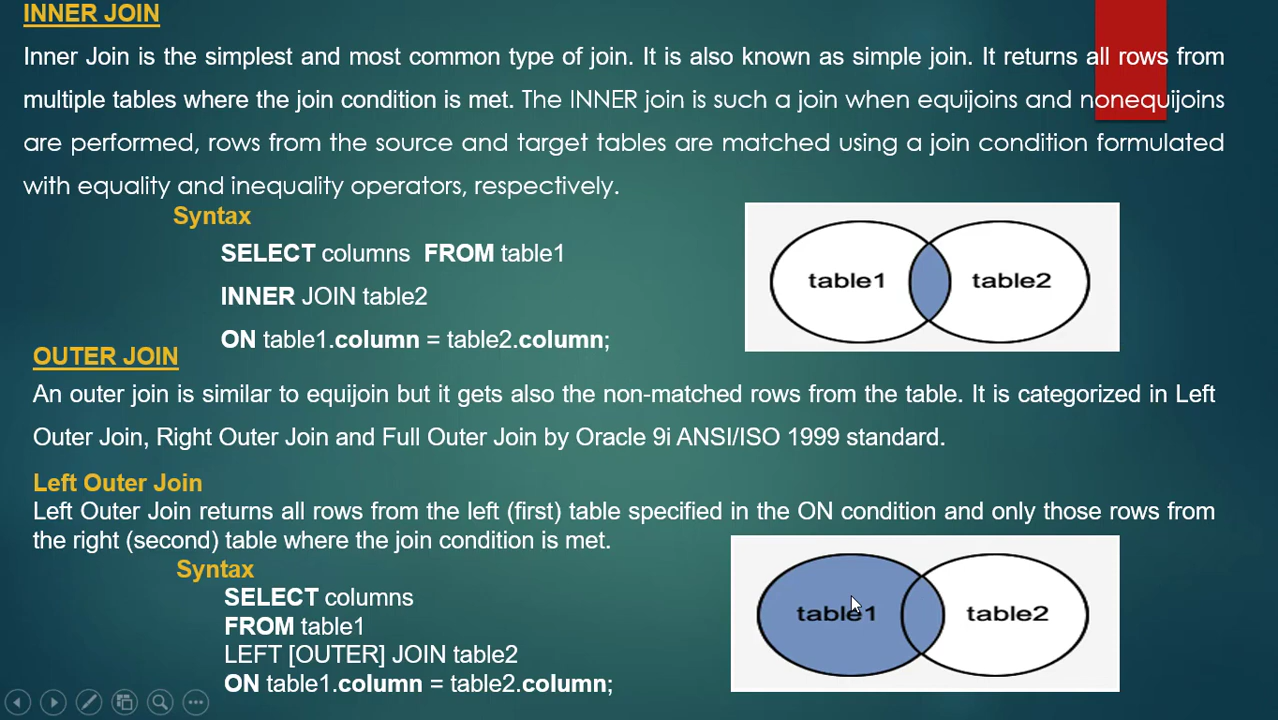 INNER JOIN
Inner Join is the simplest and most common type of join. It is also known as simple join. It returns all rows from
multiple tables where the join condition is met. The INNER join is such a join when equijoins and nonequijoins
are performed, rows from the source and target tables are matched using a join condition formulated
with equality and inequality operators, respectively.
Syntax
SELECT columns FROM table1
INNER JOIN table2
ON table1.column = table2.column;
table1 table2
OUTER JOIN
An outer join is similar to equijoin but it gets also the non-matched rows from the table. It is categorized in Left
Outer Join, Right Outer Join and Full Outer Join by Oracle 9i ANSI/ISO 1999 standard.
Left Outer Join
Left Outer Join returns all rows from the left (first) table specified in the ON condition and only those rows from
the right (second) table where the join condition is met.
Syntax
SELECT columns
FROM table1
LEFT [OUTER] JOIN table2
ON table1.column = table2.column;
table1 table2